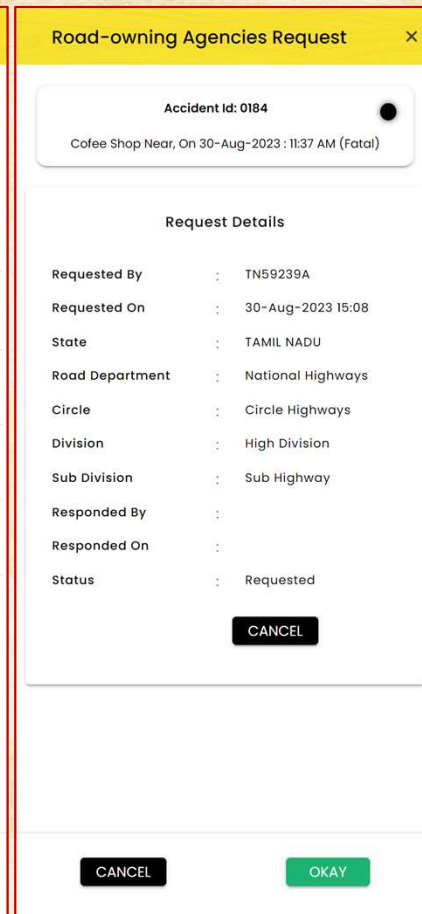 Road-owning Agencies Request ×
Accident Id: 0184
Cofee Shop Near, On 30-Aug-2023 : 11:37 AM (Fatal)
Request Details
Requested By : TN59239A
Requested On : 30-Aug-2023 15:08
State : TAMIL NADU
Road Department : National Highways
Circle : Circle Highways
Division : High Division
Sub Division : Sub Highway
Responded By :
Responded On :
Status : Requested
CANCEL
CANCEL OKAY